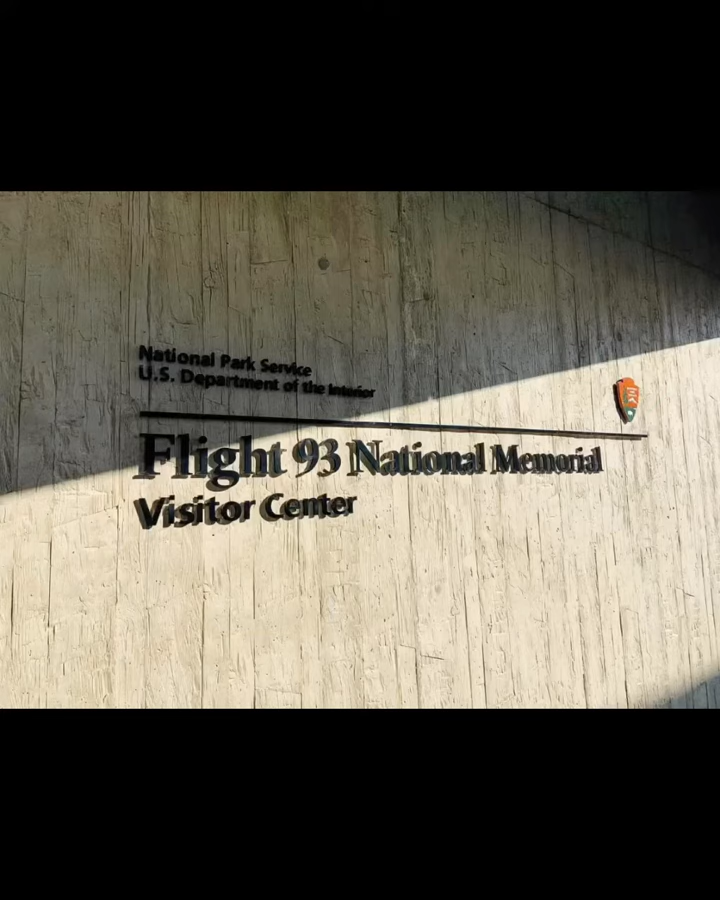 National Park Service
U.S. Department of the Interior
Flight 93 National Memorial
Visitor Center